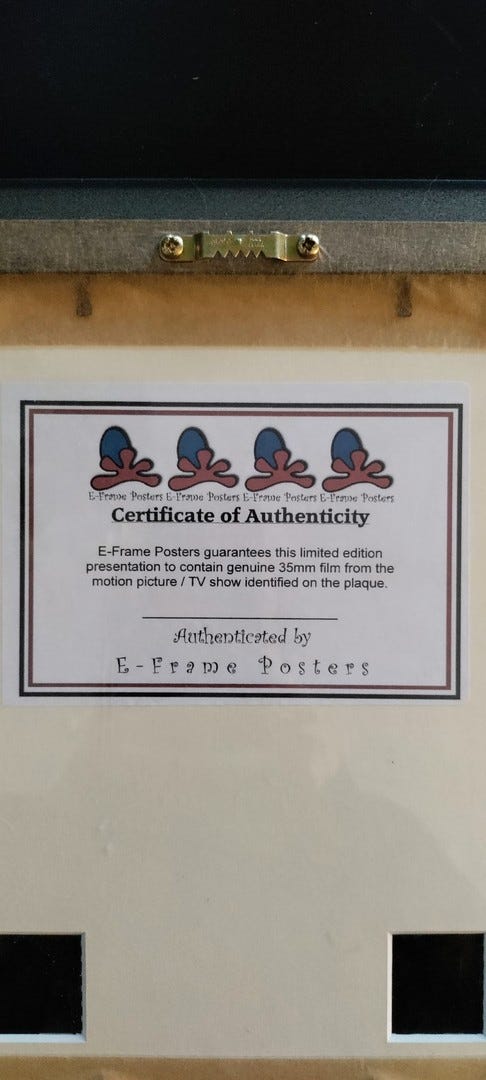 E-Frame Posters E-Frame Posters E-Frame Posters E-Frame Posters
Certificate of Authenticity
E-Frame Posters guarantees this limited edition
presentation to contain genuine 35mm film from the
motion picture / TV show identified on the plaque.
Authenticated by
E-Frame Posters